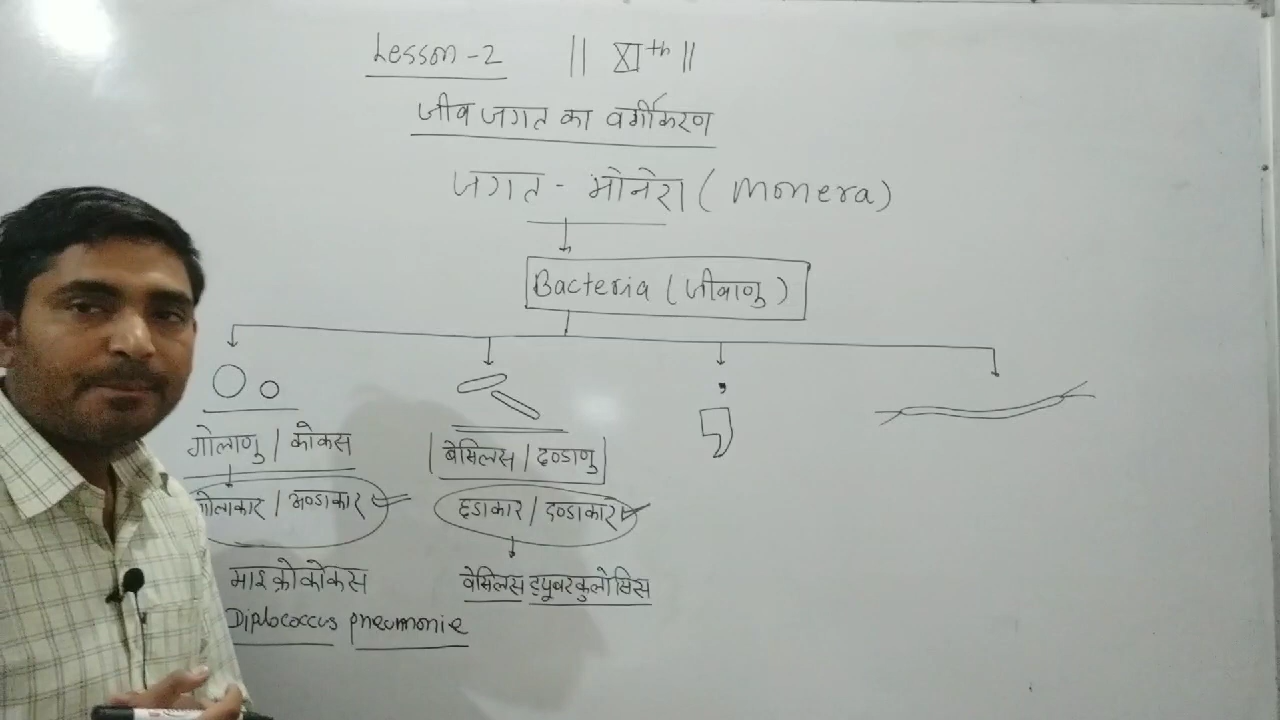 Lesson-2 || XIth ||
जीव जगत का वर्गीकरण
जगत - मोनेरा ( Monera )
Bacteria ( जीवाणु )
गोलाणु / कोकस
गोलाकार / अण्डाकार
माइक्रोकोकस
Diplococcus pneumonie
| बेसिलस / दण्डाणु |
छडाकार / दण्डाकार
बेसिलस ट्यूबरकुलोसिस
,